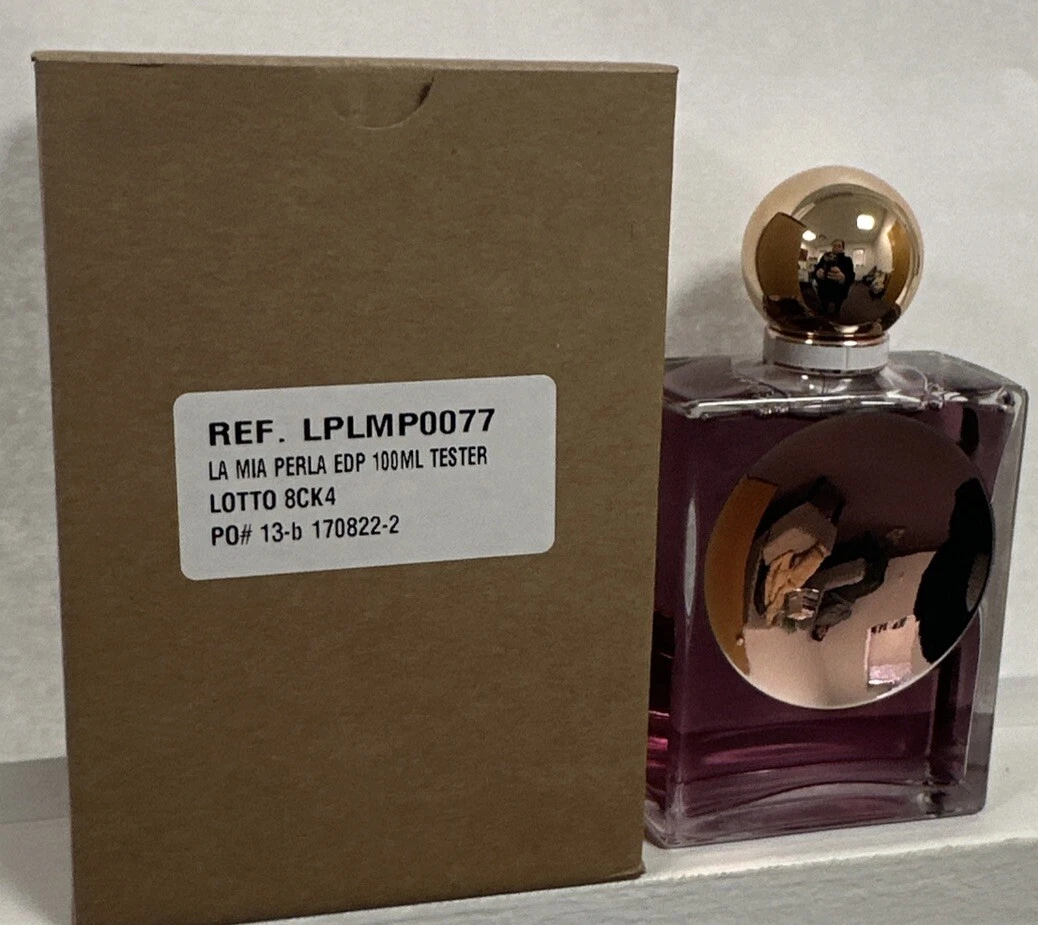 REF. LPLMP0077
LA MIA PERLA EDP 100ML TESTER
LOTTO 8CK4
PO# 13-b 170822-2